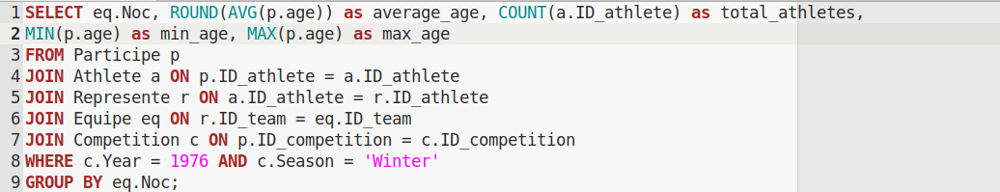 1 SELECT eq.Noc, ROUND(AVG(p.age)) as average_age, COUNT(a.ID_athlete) as total_athletes,
2 MIN(p.age) as min_age, MAX(p.age) as max_age
3 FROM Participe p
4 JOIN Athlete a ON p.ID_athlete = a.ID_athlete
5 JOIN Represente r ON a.ID_athlete = r.ID_athlete
6 JOIN Equipe eq ON r.ID_team = eq.ID_team
7 JOIN Competition c ON p.ID_competition = c.ID_competition
8 WHERE c.Year = 1976 AND c.Season = 'Winter'
9 GROUP BY eq.Noc;